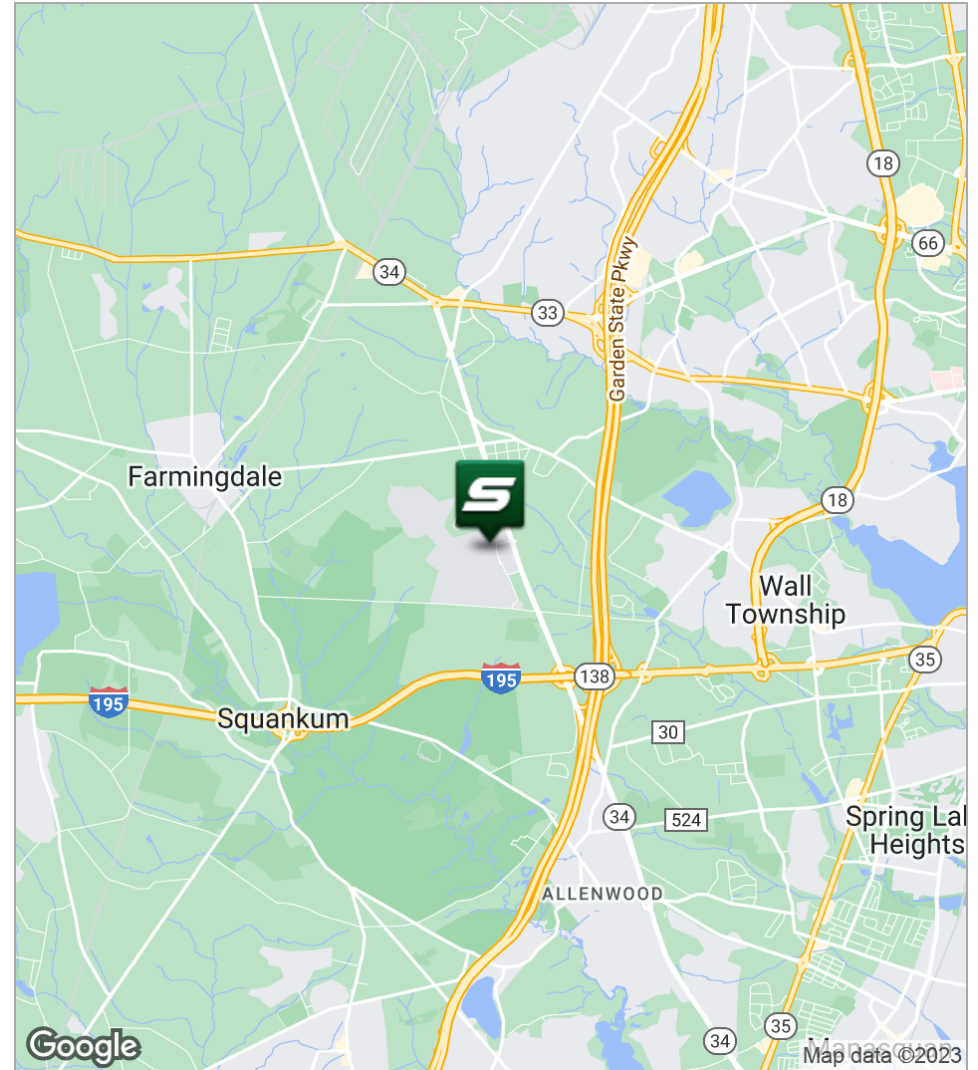 18
66
34
33
Garden State Pkwy
Farmingdale
S
18
Wall
Township
35
138
195
195
Squankum
30
34
524
Spring Lal
Heights
ALLENWOOD
35
34
Manasquan
Google
Map data ©2023